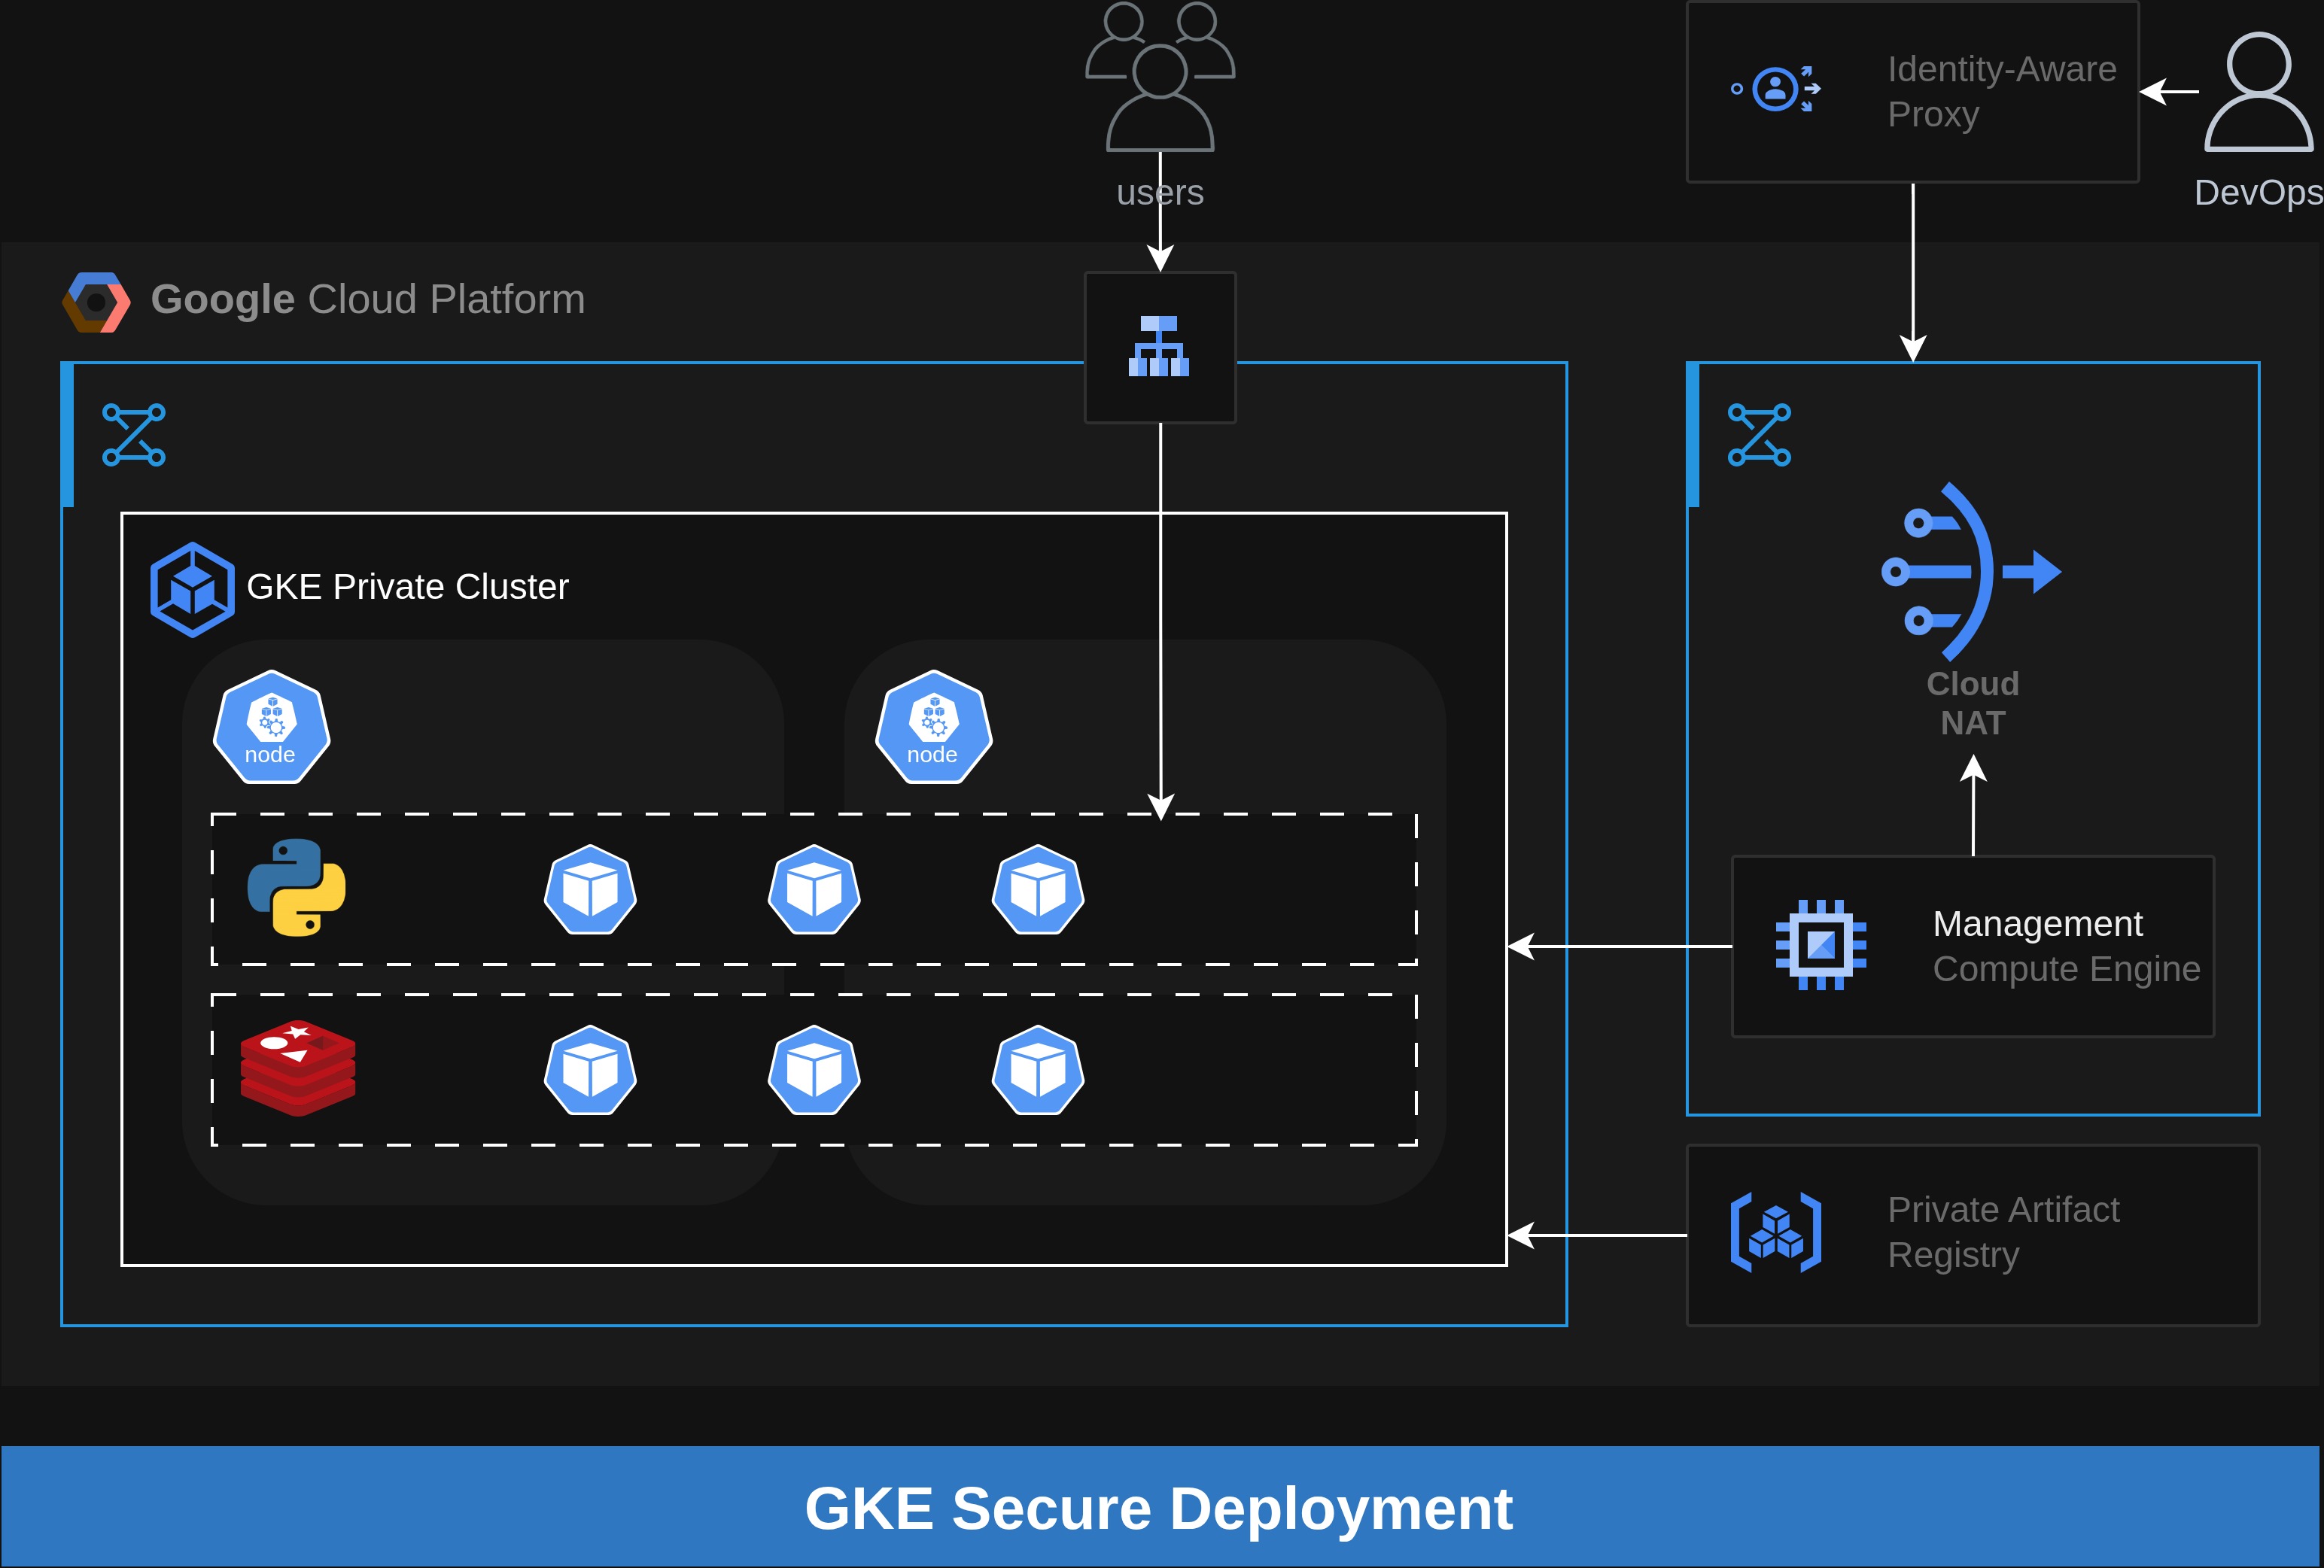 users
Identity-Aware
Proxy
DevOps
Google Cloud Platform
GKE Private Cluster
node
node
Cloud
NAT
Management
Compute Engine
Private Artifact
Registry
GKE Secure Deployment